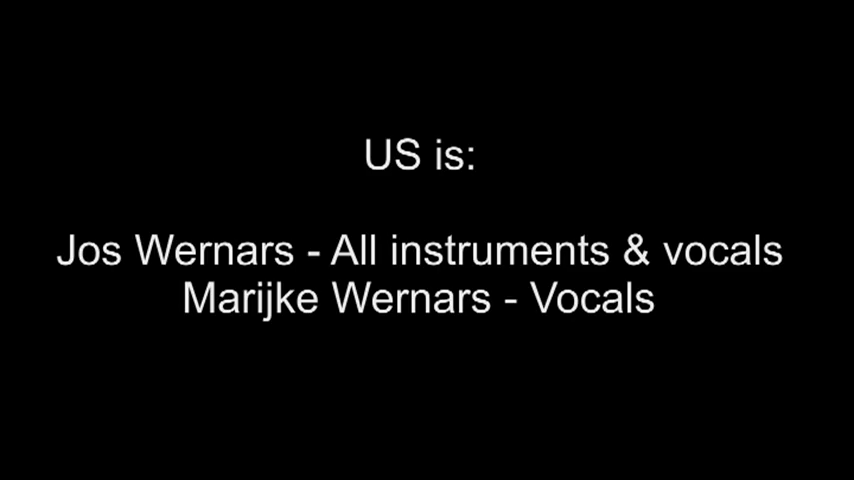 US is:
Jos Wernars - All instruments & vocals
Marijke Wernars - Vocals